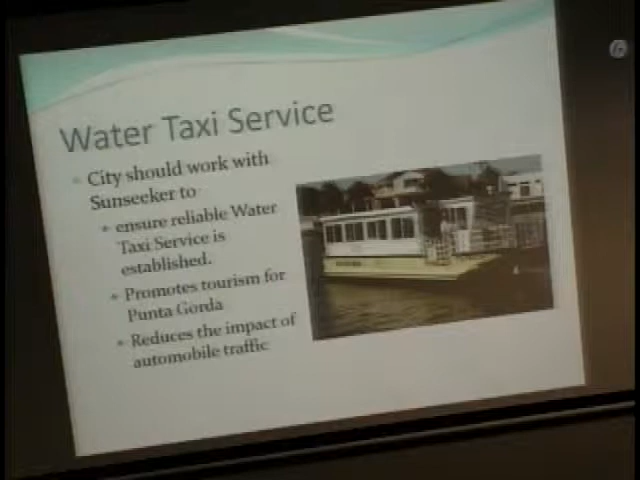 Water Taxi Service
City should work with
Sunseeker to
ensure reliable Water
Taxi Service is
established.
Promotes tourism for
Punta Gorda
Reduces the impact of
automobile traffic